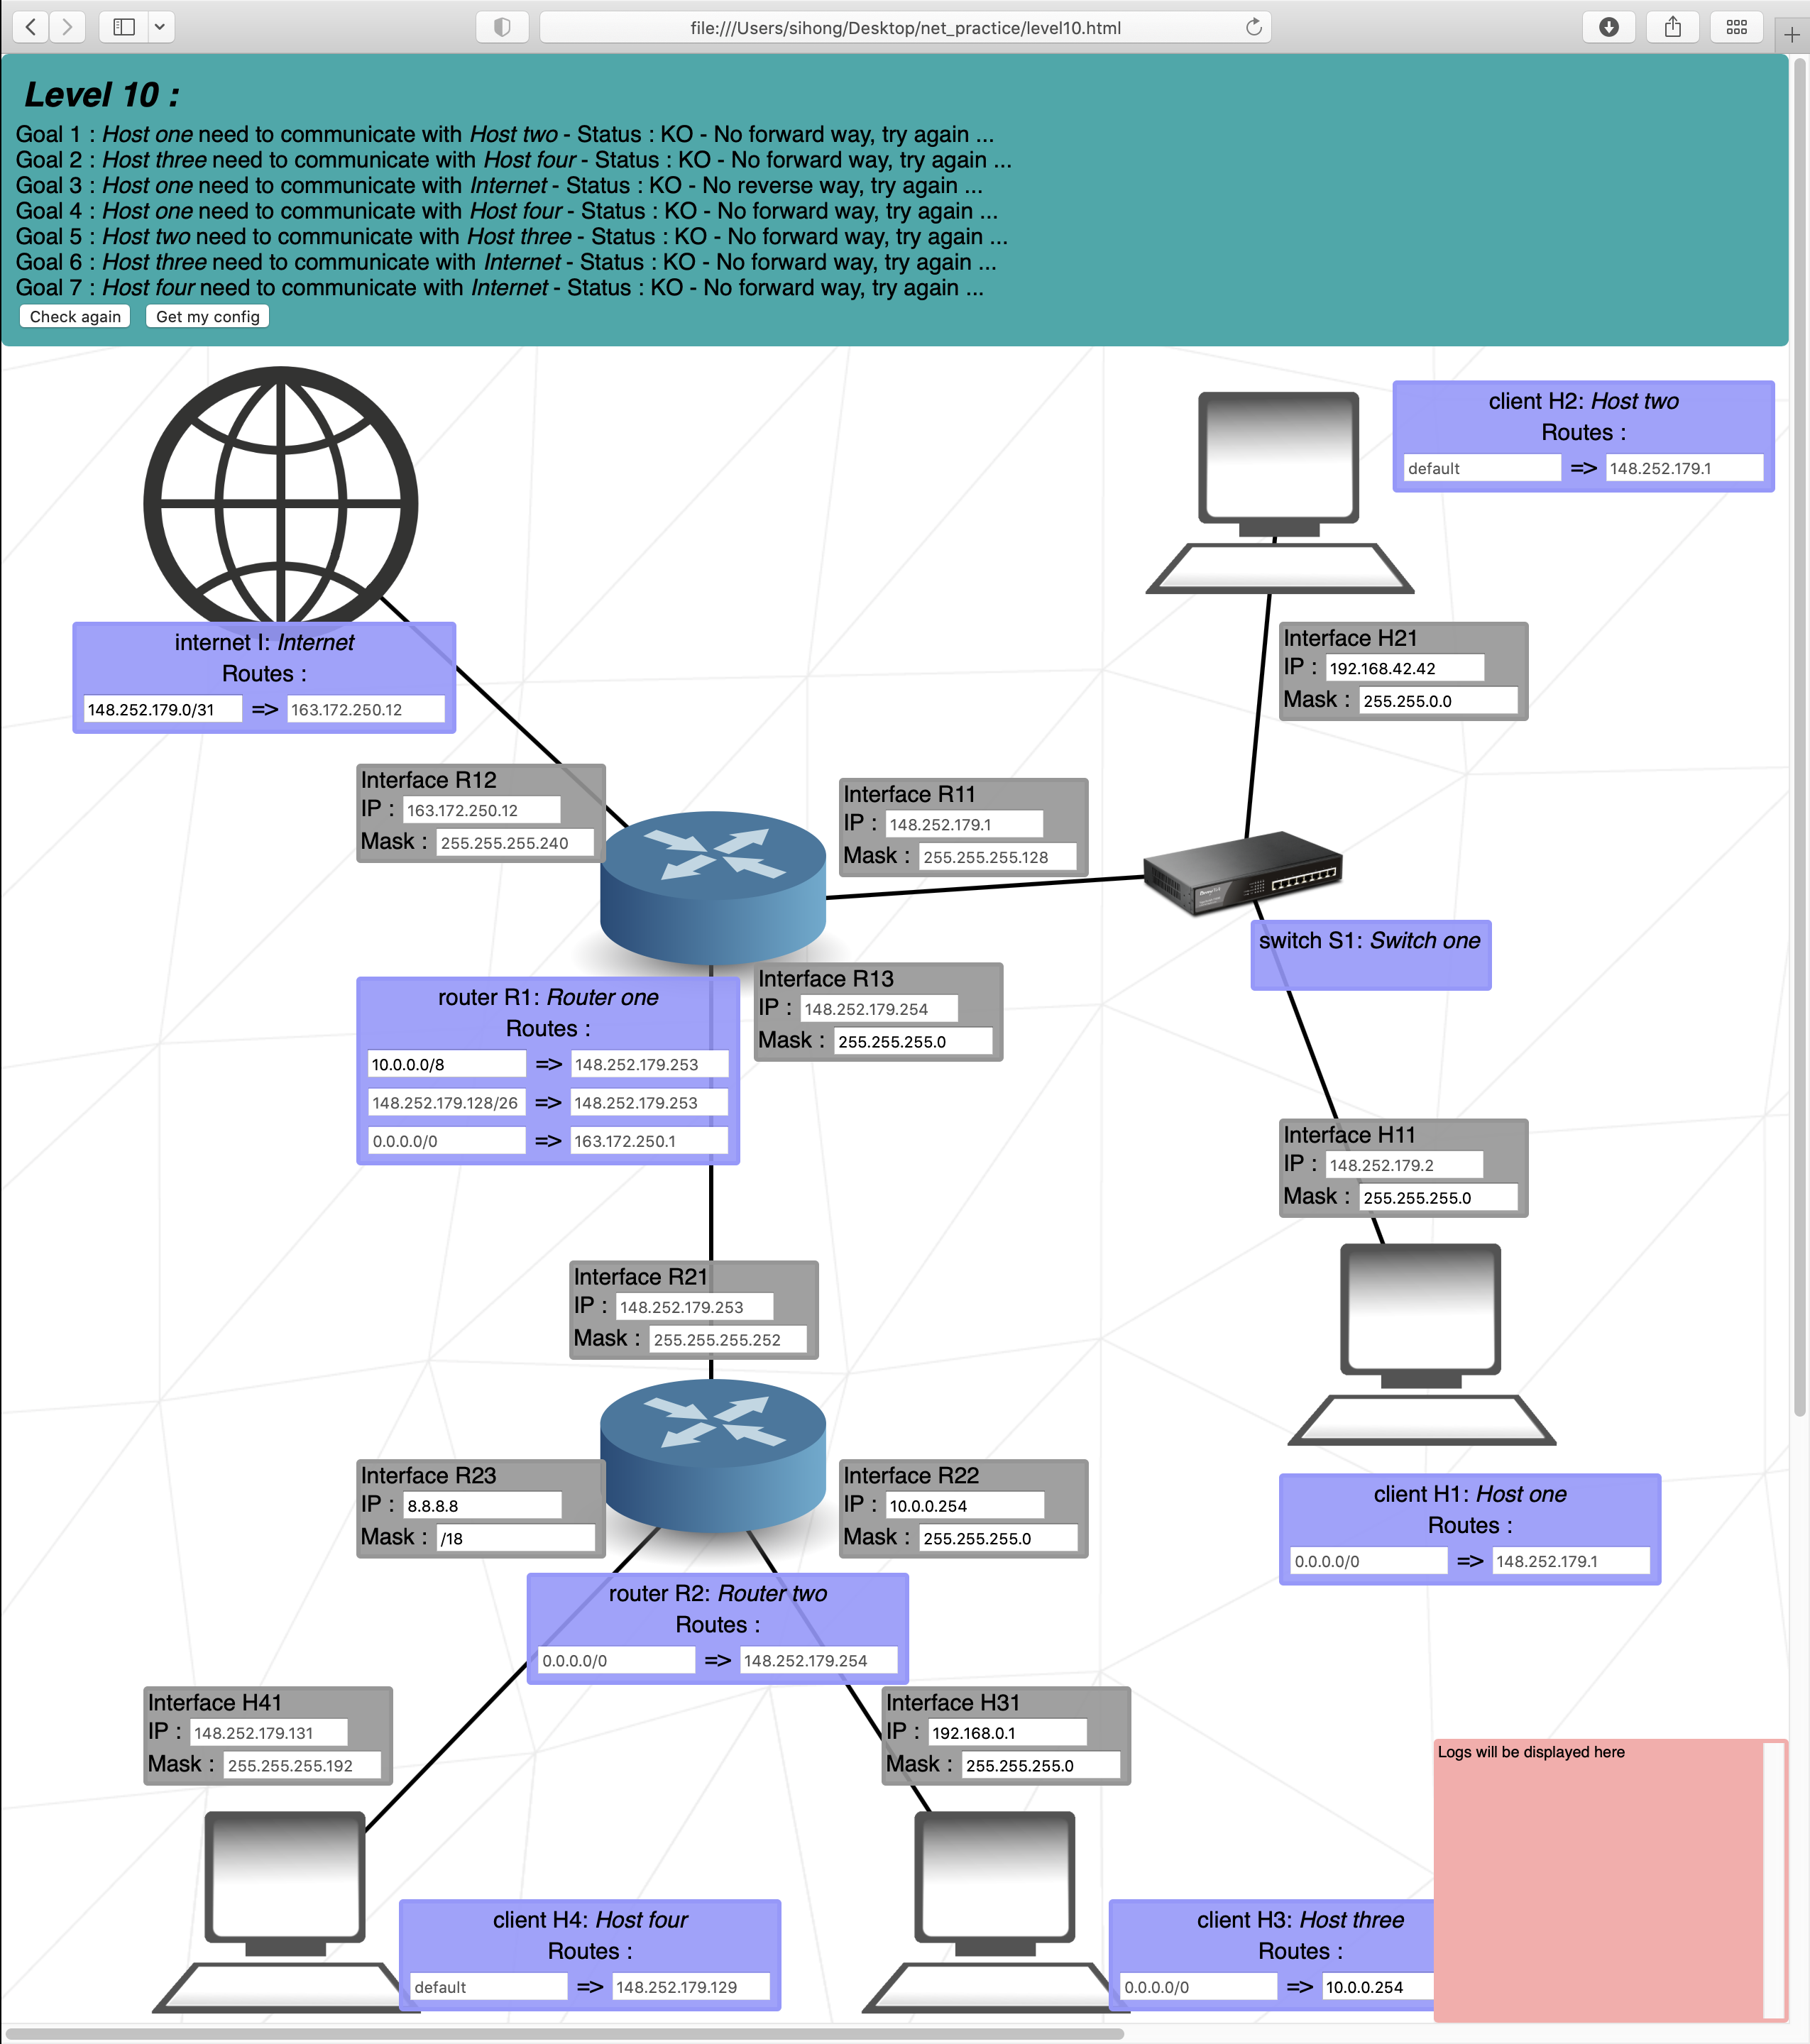 file:///Users/sihong/Desktop/net_practice/level10.html
Level 10 :
Goal 1 : Host one need to communicate with Host two - Status : KO - No forward way, try again ...
Goal 2 : Host three need to communicate with Host four - Status : KO - No forward way, try again ...
Goal 3 : Host one need to communicate with Internet - Status : KO - No reverse way, try again ...
Goal 4 : Host one need to communicate with Host four - Status : KO - No forward way, try again ...
Goal 5 : Host two need to communicate with Host three - Status : KO - No forward way, try again ...
Goal 6 : Host three need to communicate with Internet - Status : KO - No forward way, try again ...
Goal 7 : Host four need to communicate with Internet - Status : KO - No forward way, try again ...
Check again Get my config
client H2: Host two
Routes :
default => 148.252.179.1
Interface H21
IP : 192.168.42.42
Mask : 255.255.0.0
internet I: Internet
Routes :
148.252.179.0/31 => 163.172.250.12
Interface R12
IP : 163.172.250.12
Mask : 255.255.255.240
Interface R11
IP : 148.252.179.1
Mask : 255.255.255.128
switch S1: Switch one
Interface R13
IP : 148.252.179.254
Mask : 255.255.255.0
router R1: Router one
Routes :
10.0.0.0/8 => 148.252.179.253
148.252.179.128/26 => 148.252.179.253
0.0.0.0/0 => 163.172.250.1
Interface H11
IP : 148.252.179.2
Mask : 255.255.255.0
Interface R21
IP : 148.252.179.253
Mask : 255.255.255.252
Interface R23
IP : 8.8.8.8
Mask : /18
Interface R22
IP : 10.0.0.254
Mask : 255.255.255.0
client H1: Host one
Routes :
0.0.0.0/0 => 148.252.179.1
router R2: Router two
Routes :
0.0.0.0/0 => 148.252.179.254
Interface H41
IP : 148.252.179.131
Mask : 255.255.255.192
Interface H31
IP : 192.168.0.1
Mask : 255.255.255.0
Logs will be displayed here
client H4: Host four
Routes :
default => 148.252.179.129
client H3: Host three
Routes :
0.0.0.0/0 => 10.0.0.254